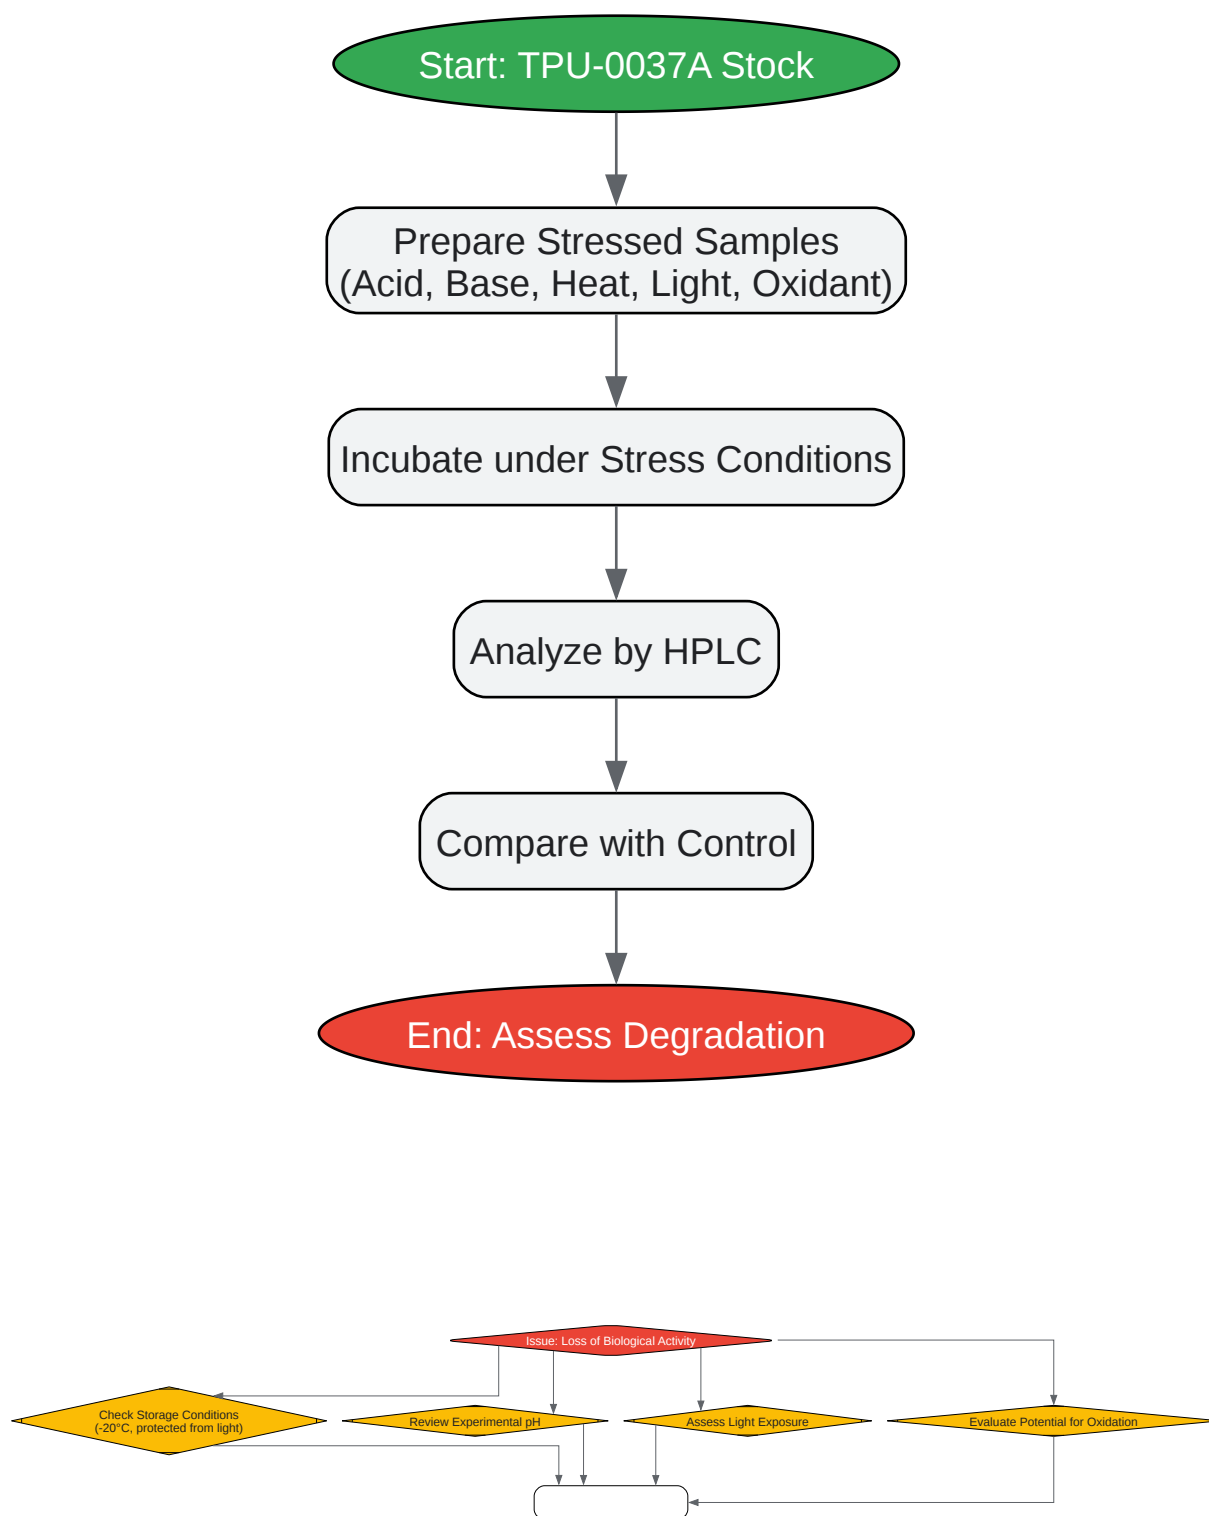 Start: TPU-0037A Stock
Prepare Stressed Samples
(Acid, Base, Heat, Light, Oxidant)
Incubate under Stress Conditions
Analyze by HPLC
Compare with Control
End: Assess Degradation
Issue: Loss of Biological Activity
Check Storage Conditions
(-20°C, protected from light)
Review Experimental pH
Assess Light Exposure
Evaluate Potential for Oxidation